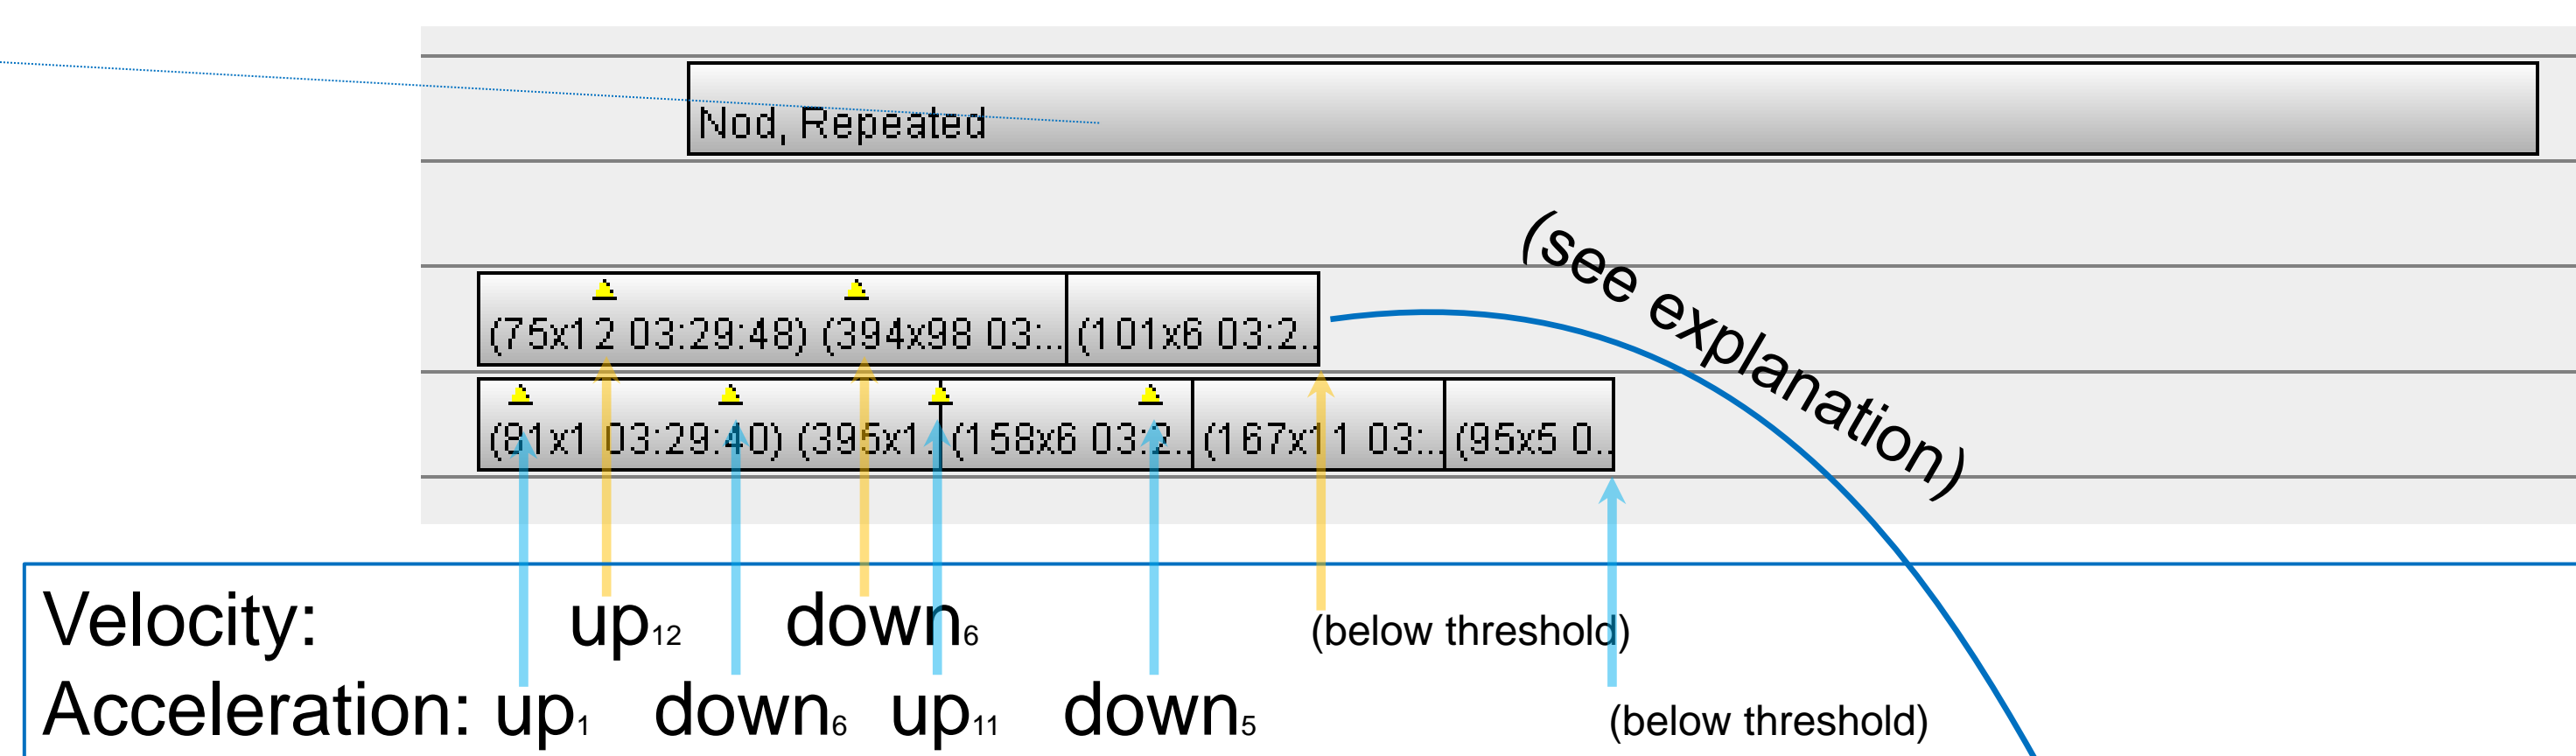 Nod, Repeated
(see explanation)
(75x12 03:29:48) (394x98 03:... (101x6 03:2...
(81x1 03:29:40) (395x1. (158x6 03:2... (167x11 03:... (95x5 0...
Velocity: up12 down6 (below threshold)
Acceleration: up1 down6 up11 down5 (below threshold)